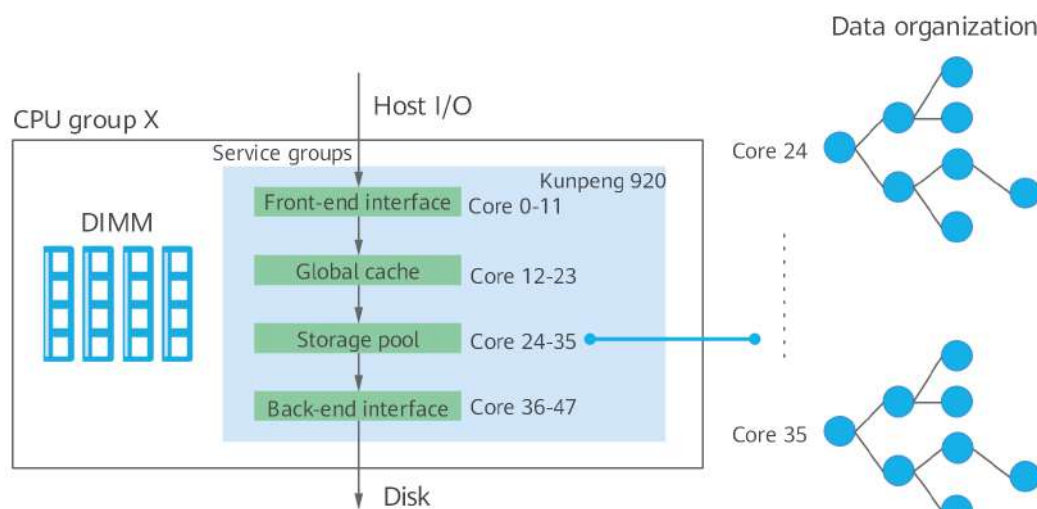 Data organization
Host I/O
CPU group X
Service groups
Kunpeng 920
Front-end interface
Core 0-11
DIMM
Global cache
Core 12-23
Storage pool
Core 24-35
Back-end interface
Core 36-47
Disk
Core 24
Core 35